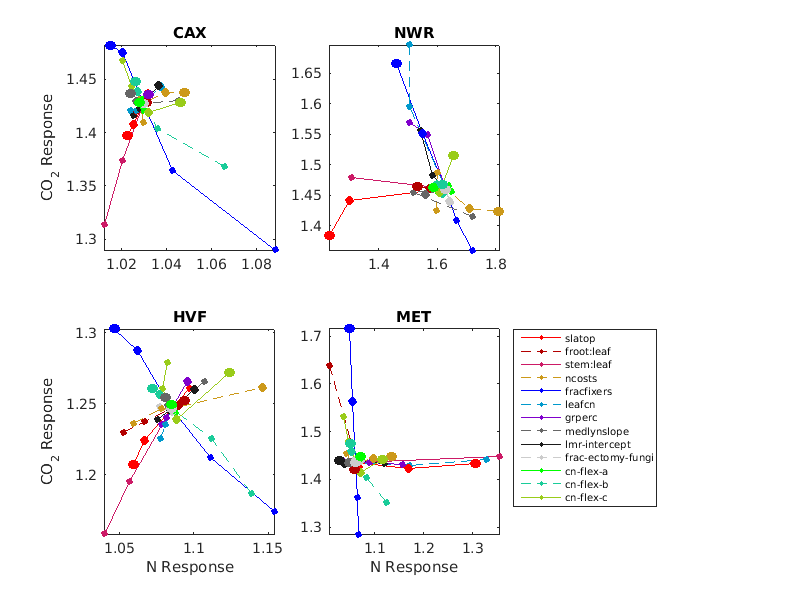 CAX
NWR
1.45
1.4
1.35
1.3
CO2 Response
1.02 1.04 1.06 1.08
1.65
1.6
1.55
1.5
1.45
1.4
1.4 1.6 1.8
HVF
MET
1.3
1.25
1.2
CO2 Response
1.05 1.1 1.15
N Response
1.7
1.6
1.5
1.4
1.3
1.1 1.2 1.3
N Response
slatop
froot:leaf
stem:leaf
ncosts
fracfixers
leafcn
grperc
medlynslope
lmr-intercept
frac-ectomy-fungi
cn-flex-a
cn-flex-b
cn-flex-c